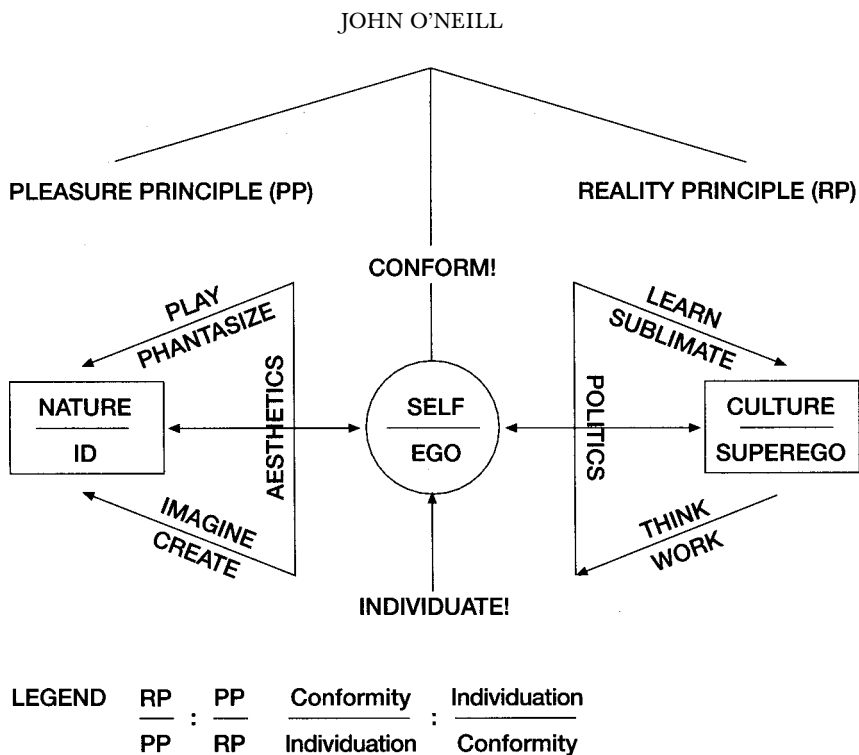 JOHN O'NEILL
PLEASURE PRINCIPLE (PP)
REALITY PRINCIPLE (RP)
CONFORM!
PLAY
PHANTASIZE
LEARN
SUBLIMATE
NATURE
ID
AESTHETICS
SELF
EGO
POLITICS
CULTURE
SUPEREGO
IMAGINE
CREATE
THINK
WORK
INDIVIDUATE!
LEGEND RP : PP Conformity : Individuation
PP RP Individuation Conformity